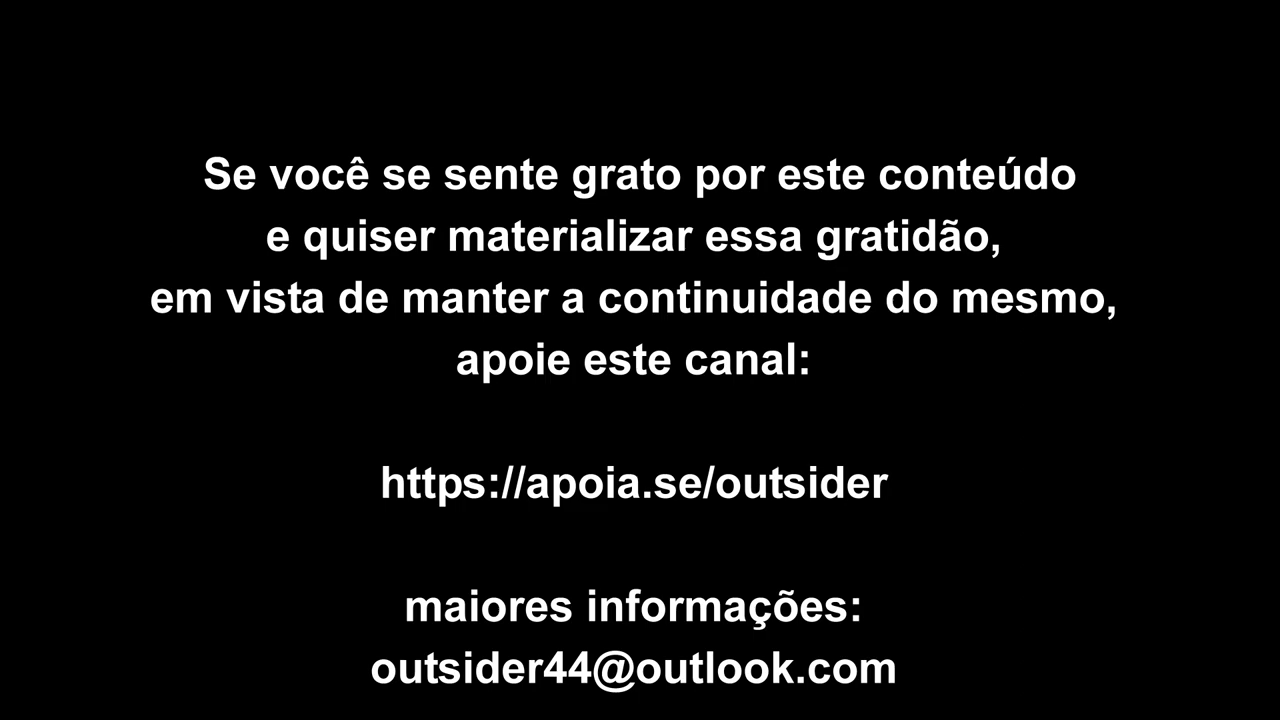 Se você se sente grato por este conteúdo
e quiser materializar essa gratidão,
em vista de manter a continuidade do mesmo,
apoie este canal:
https://apoia.se/outsider
maiores informações:
outsider44@outlook.com